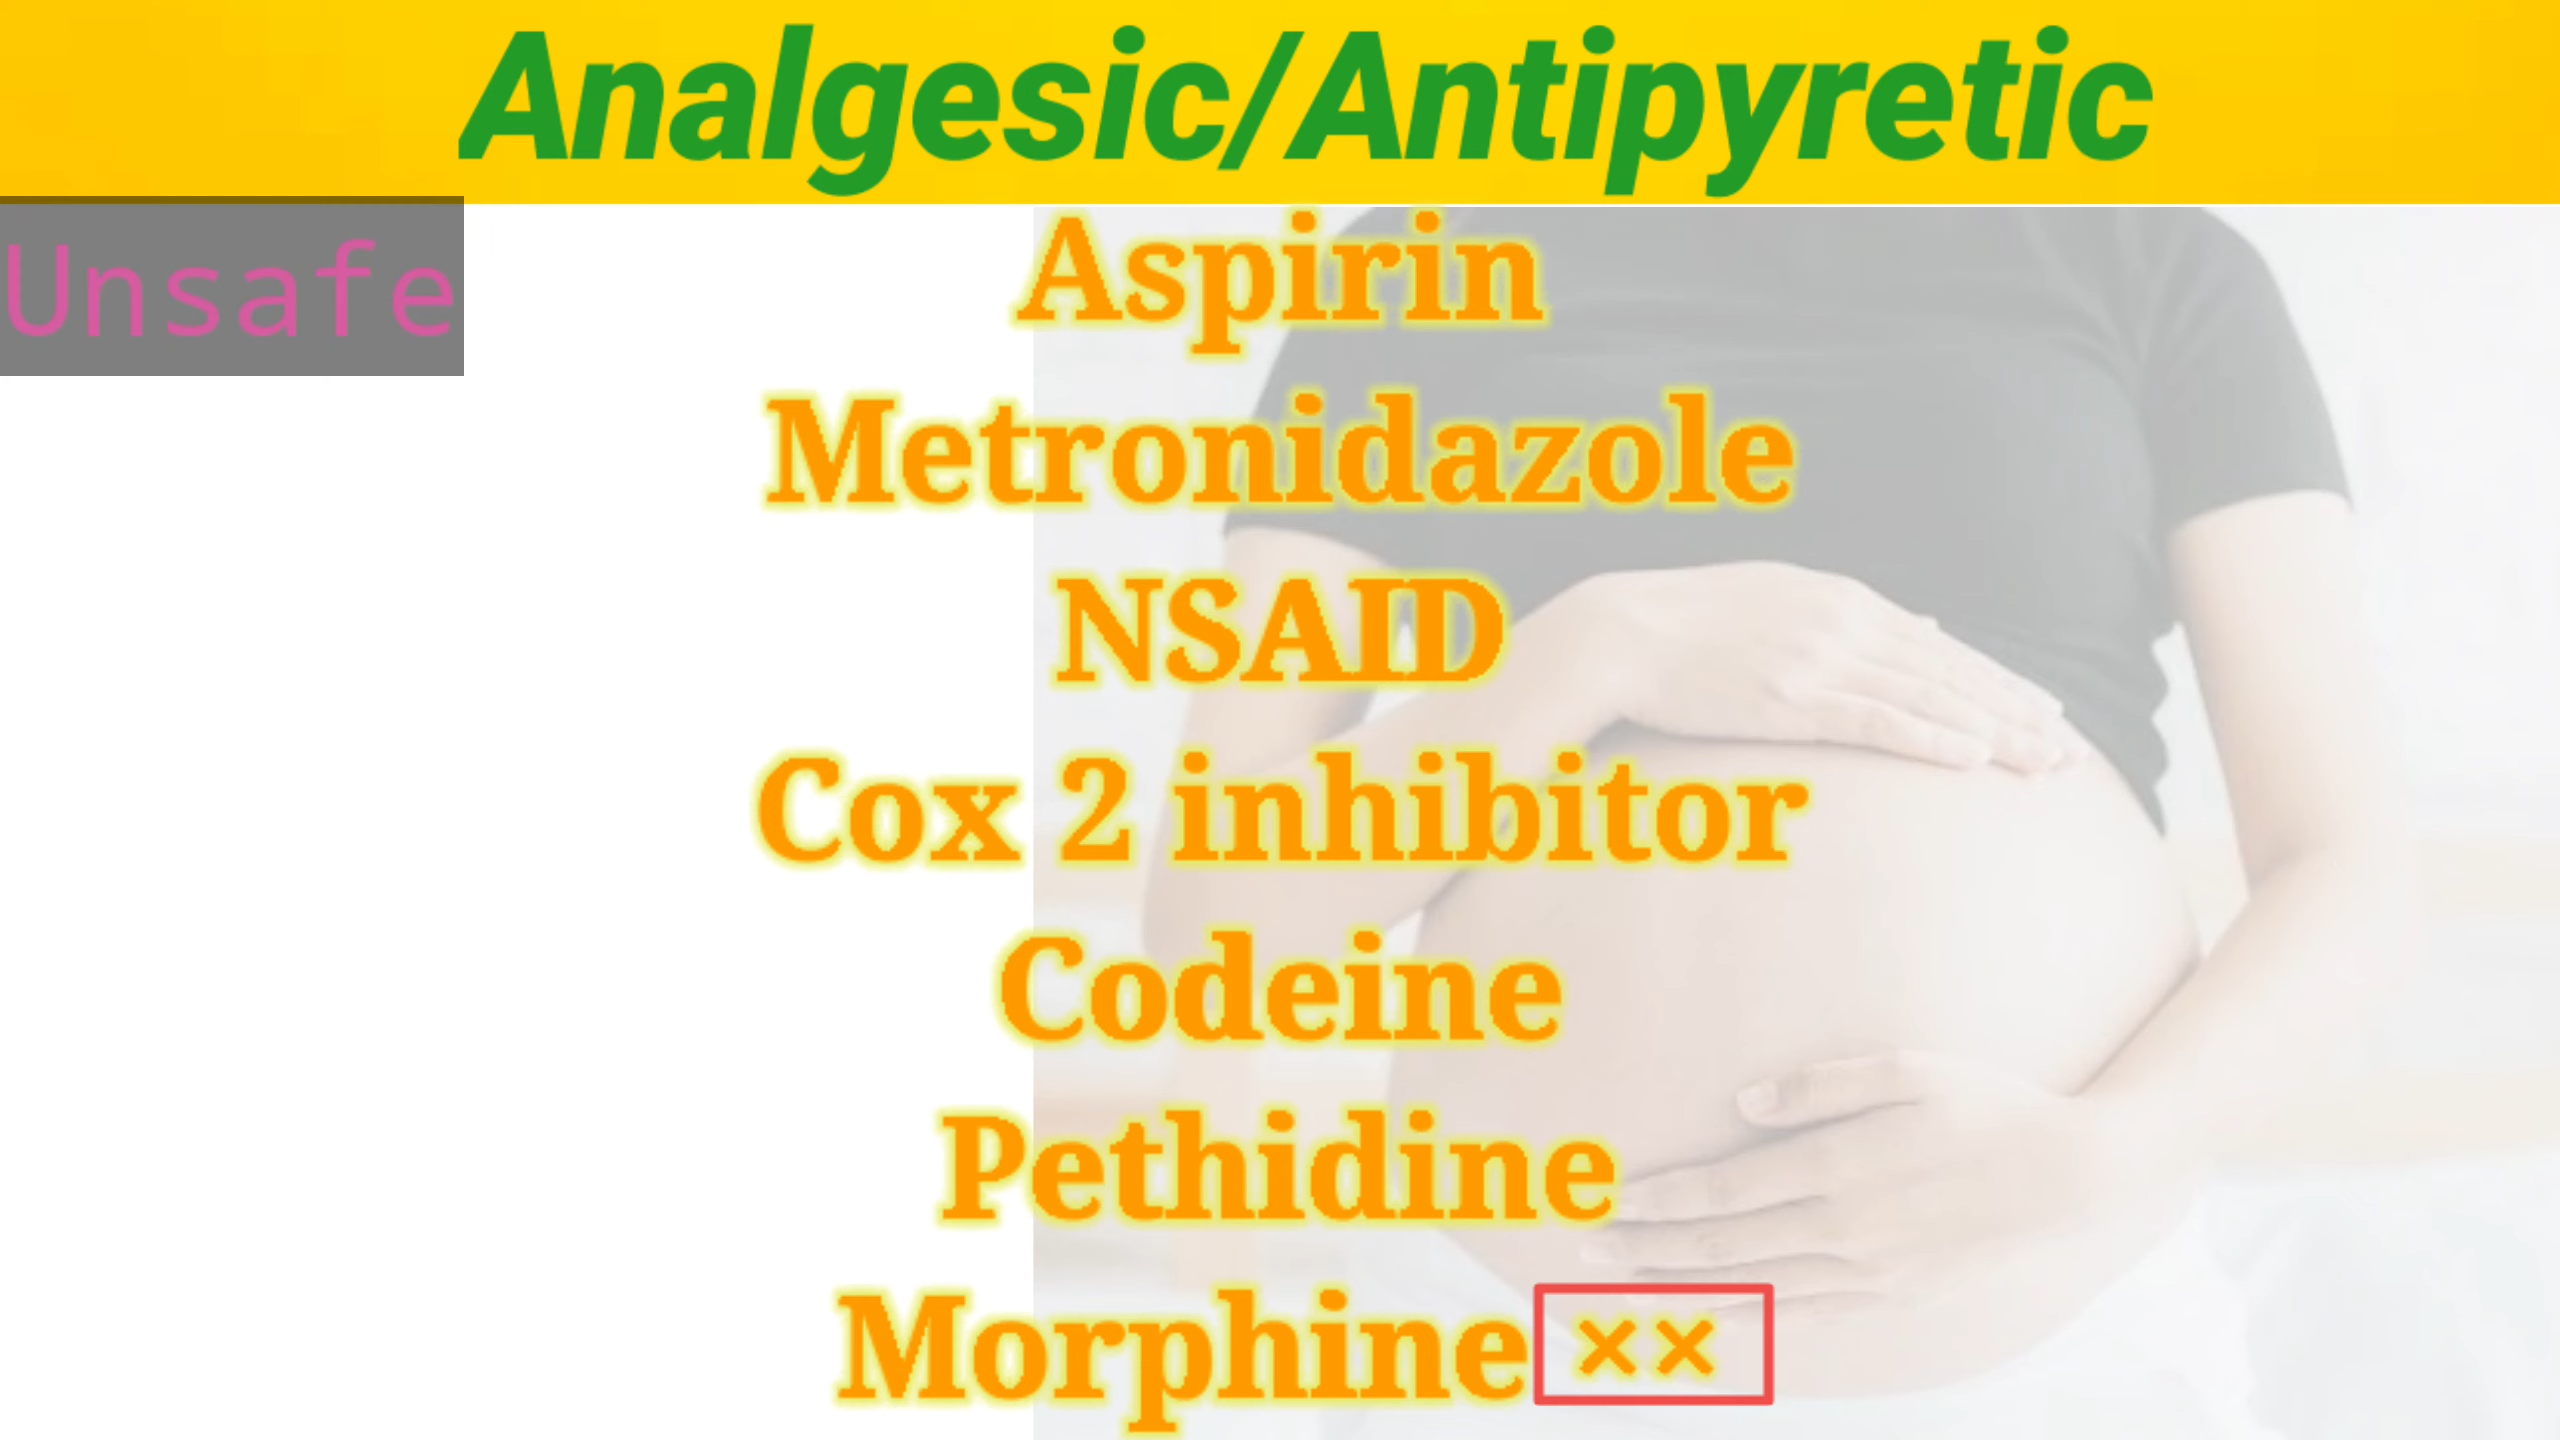 Analgesic/Antipyretic
Unsafe
Aspirin
Metronidazole
NSAID
Cox 2 inhibitor
Codeine
Pethidine
Morphine ××